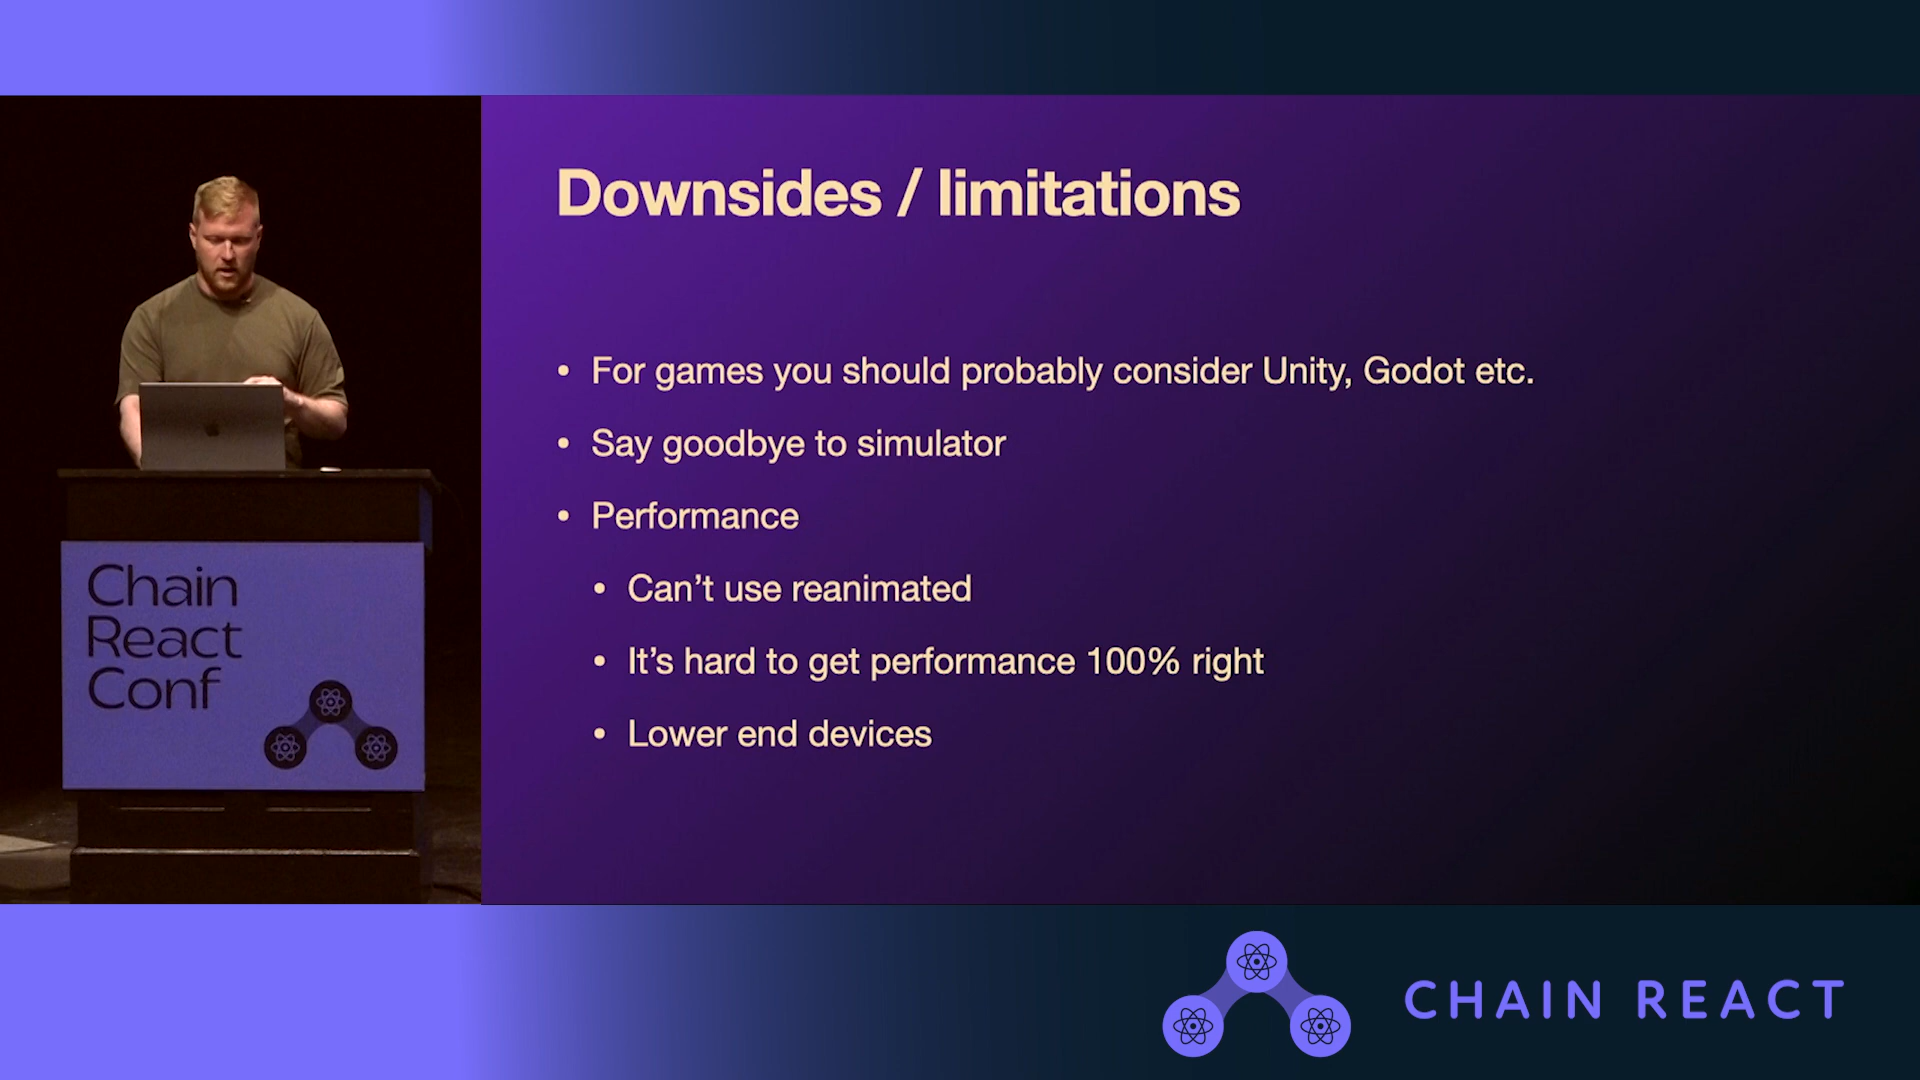 Downsides / limitations
• For games you should probably consider Unity, Godot etc.
• Say goodbye to simulator
• Performance
• Can’t use reanimated
• It’s hard to get performance 100% right
• Lower end devices
Chain
React
Conf
CHAIN REACT